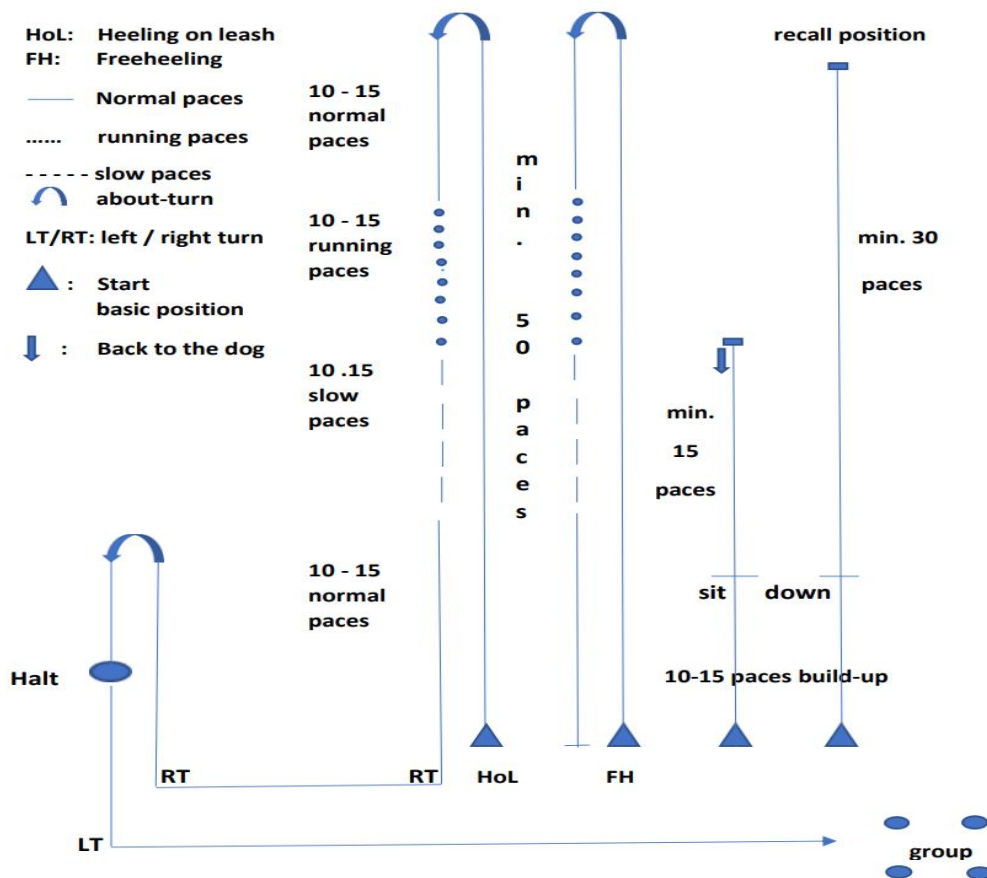 HoL: Heeling on leash
FH: Freeheeling
Normal paces
...... running paces
- - - - - slow paces
about-turn
LT/RT: left / right turn
: Start
basic position
: Back to the dog
10 - 15
normal
paces
10 - 15
running
paces
10 .15
slow
paces
10 - 15
normal
paces
min. 50 paces
recall position
min. 30
paces
min.
15
paces
sit down
10-15 paces build-up
Halt
RT RT HoL FH
LT
group